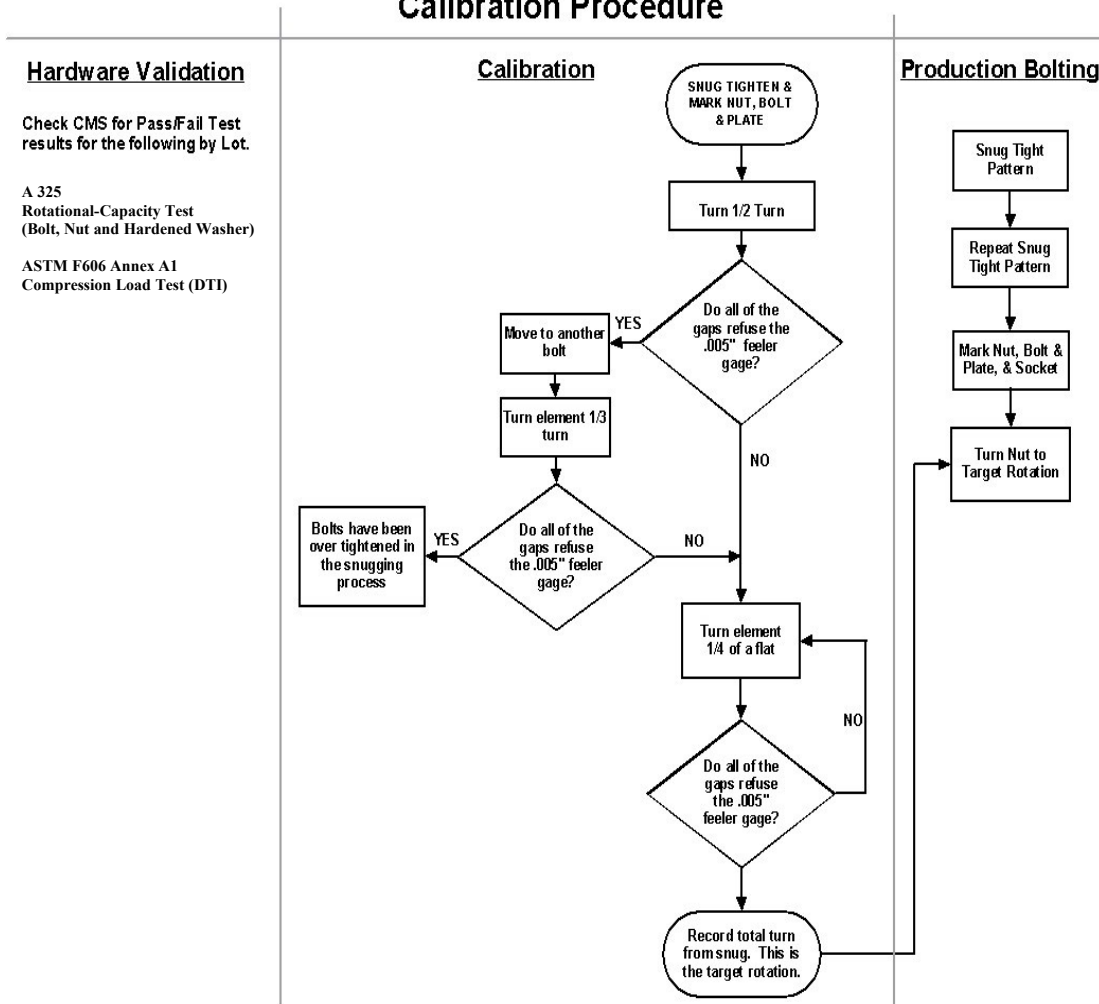 Calibration Procedure
Hardware Validation
Check CMS for Pass/Fail Test
results for the following by Lot.
A 325
Rotational-Capacity Test
(Bolt, Nut and Hardened Washer)
ASTM F606 Annex A1
Compression Load Test (DTI)
Calibration
SNUG TIGHTEN &
MARK NUT, BOLT
& PLATE
Turn 1/2 Turn
Do all of the
gaps refuse the
.005" feeler
gage?
YES
NO
Move to another
bolt
Turn element 1/3
turn
Do all of the
gaps refuse
the .005" feeler
gage?
YES
NO
Bolts have been
over tightened in
the snugging
process
Turn element
1/4 of a flat
Do all of the
gaps refuse
the .005"
feeler gage?
NO
Record total turn
from snug. This is
the target rotation.
Production Bolting
Snug Tight
Pattern
Repeat Snug
Tight Pattern
Mark Nut, Bolt &
Plate, & Socket
Turn Nut to
Target Rotation